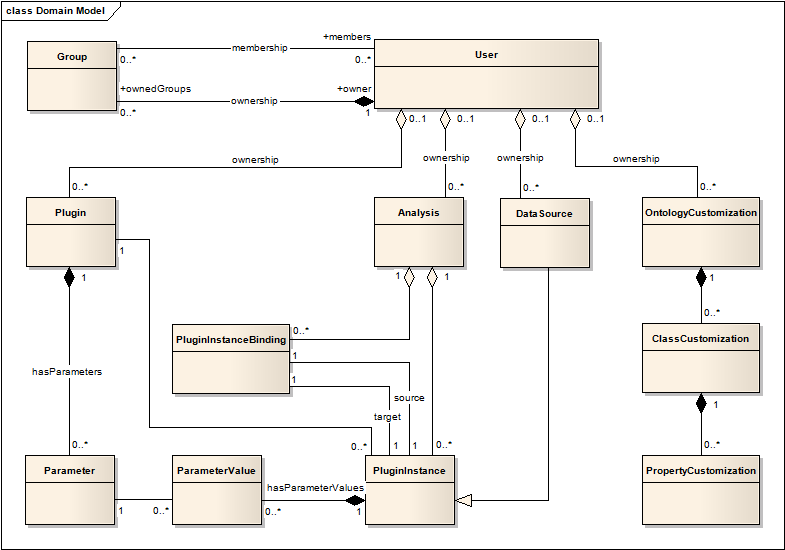 class Domain Model
+members
Group
membership
User
0..*
0..*
+ownedGroups
+owner
ownership
0..*
1
0..1
0..1
0..1
0..1
ownership
ownership
ownership
ownership
0..*
0..*
0..*
0..*
Plugin
Analysis
DataSource
OntologyCustomization
1
1
1
1
1
0..*
0..*
PluginInstanceBinding
ClassCustomization
1
hasParameters
1
source
1
target
0..*
0..*
1
1
0..*
0..*
Parameter
ParameterValue
PluginInstance
PropertyCustomization
hasParameterValues
1
0..*
0..*
1